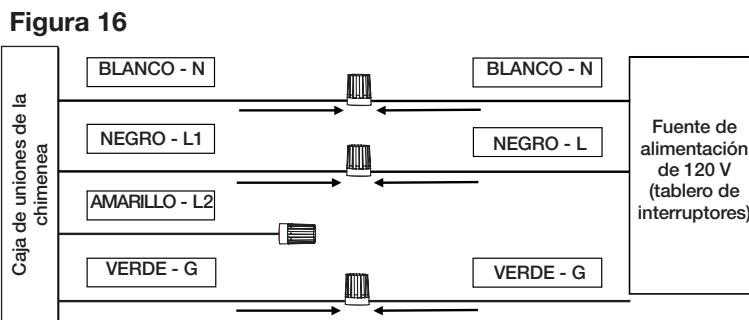 Figura 16
Caja de uniones de la
chimenea
BLANCO - N
BLANCO - N
NEGRO - L1
NEGRO - L
AMARILLO - L2
VERDE - G
VERDE - G
Fuente de
alimentación
de 120 V
(tablero de
interruptores)